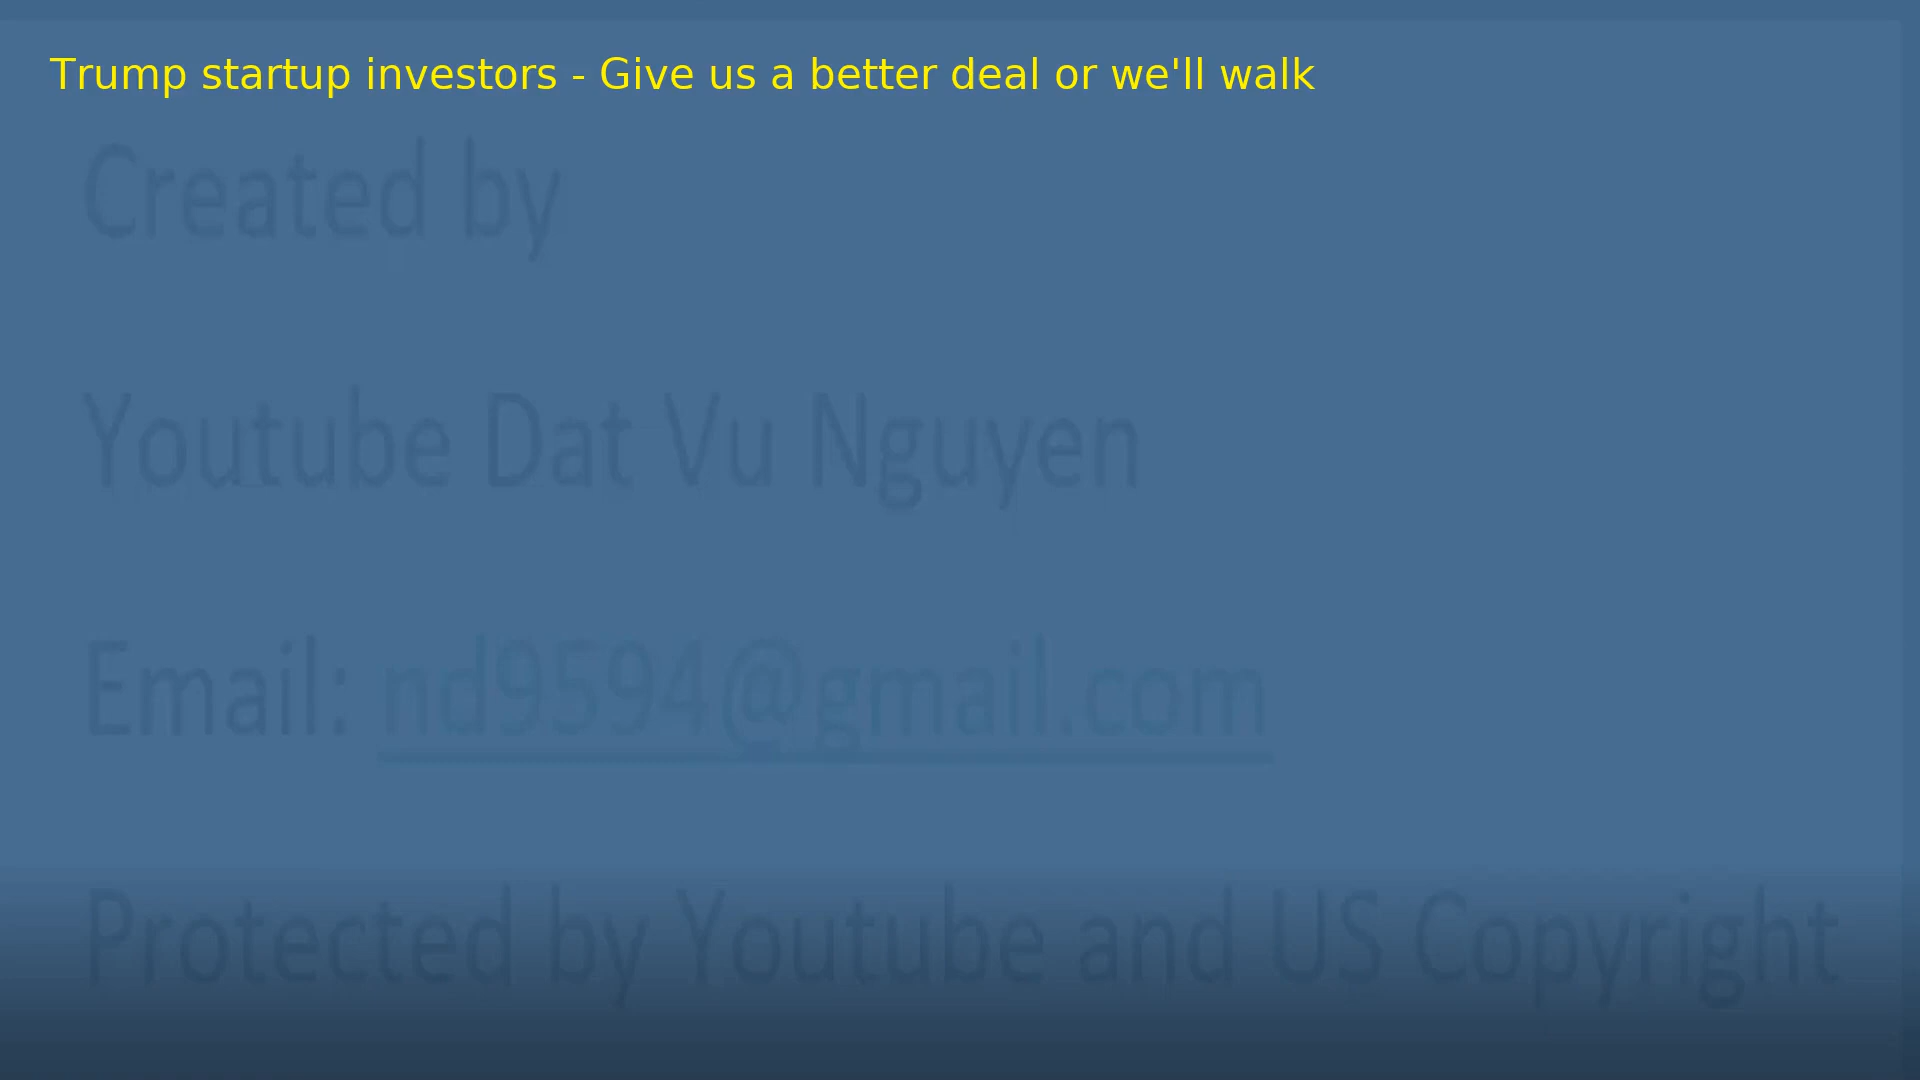 Trump startup investors - Give us a better deal or we'll walk
Created by
Youtube Dat Vu Nguyen
Email: nd9594@gmail.com
Protected by Youtube and US Copyright